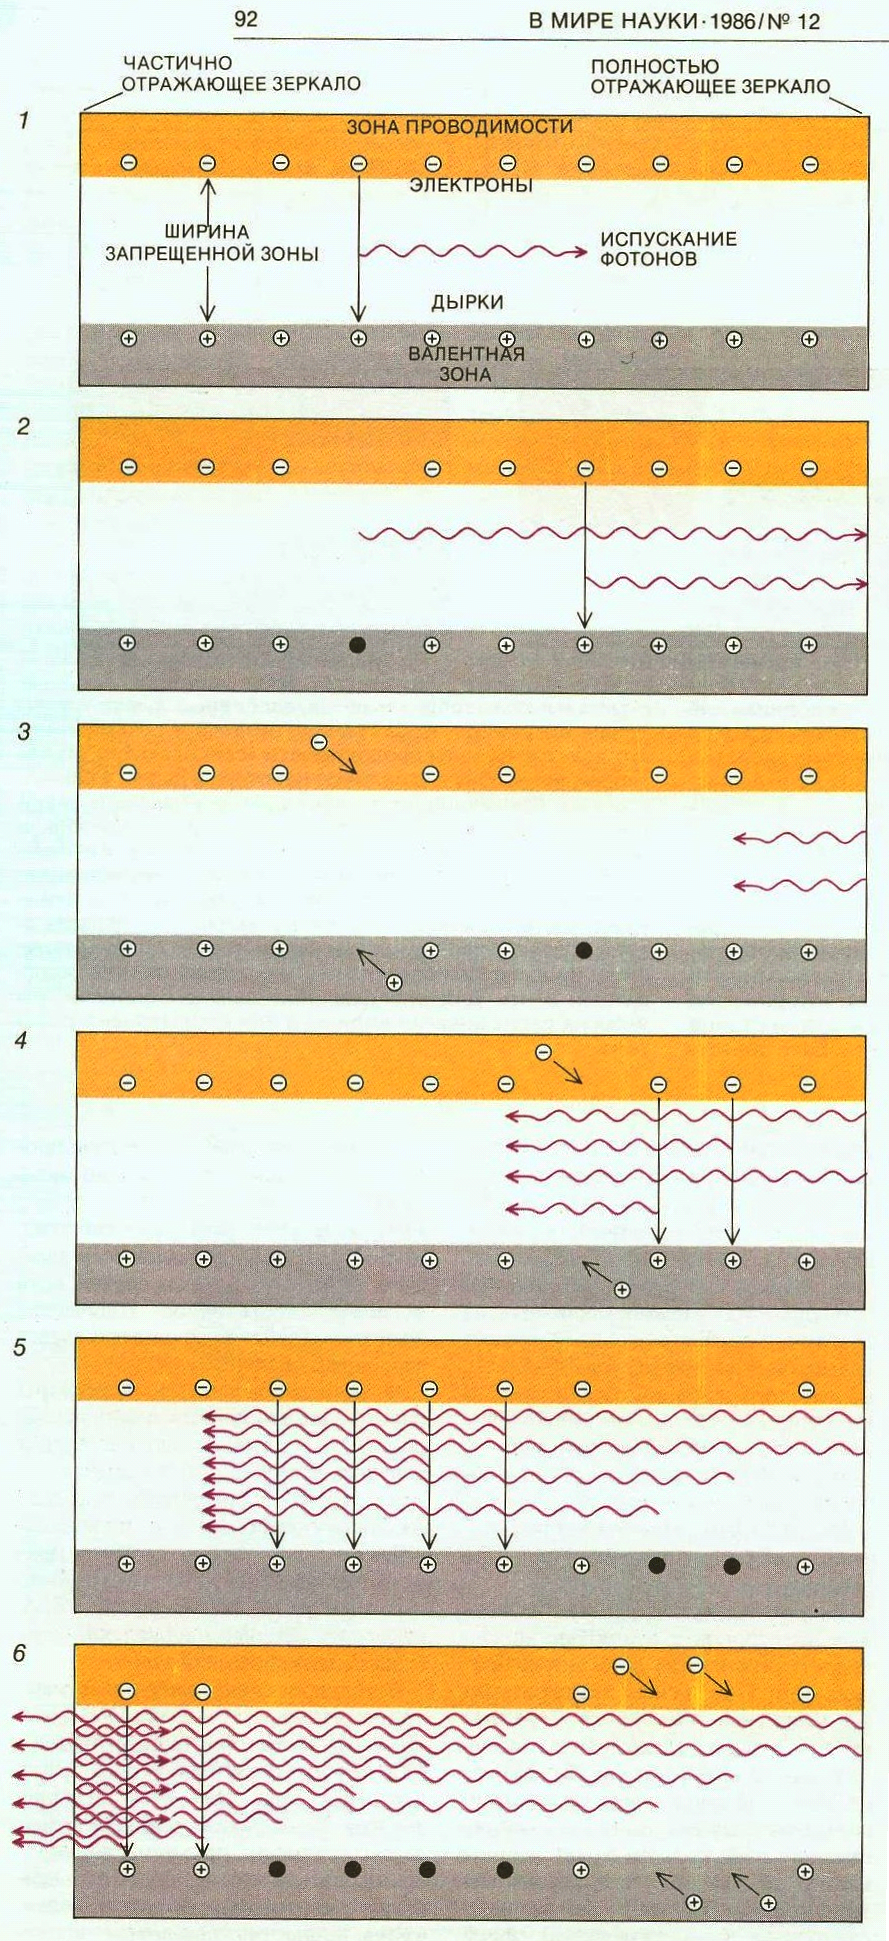 92
В МИРЕ НАУКИ · 1986/№ 12
ЧАСТИЧНО
ОТРАЖАЮЩЕЕ ЗЕРКАЛО
ПОЛНОСТЬЮ
ОТРАЖАЮЩЕЕ ЗЕРКАЛО
1
ЗОНА ПРОВОДИМОСТИ
ЭЛЕКТРОНЫ
ШИРИНА
ЗАПРЕЩЕННОЙ ЗОНЫ
ИСПУСКАНИЕ
ФОТОНОВ
ДЫРКИ
ВАЛЕНТНАЯ
ЗОНА
2
3
4
5
6